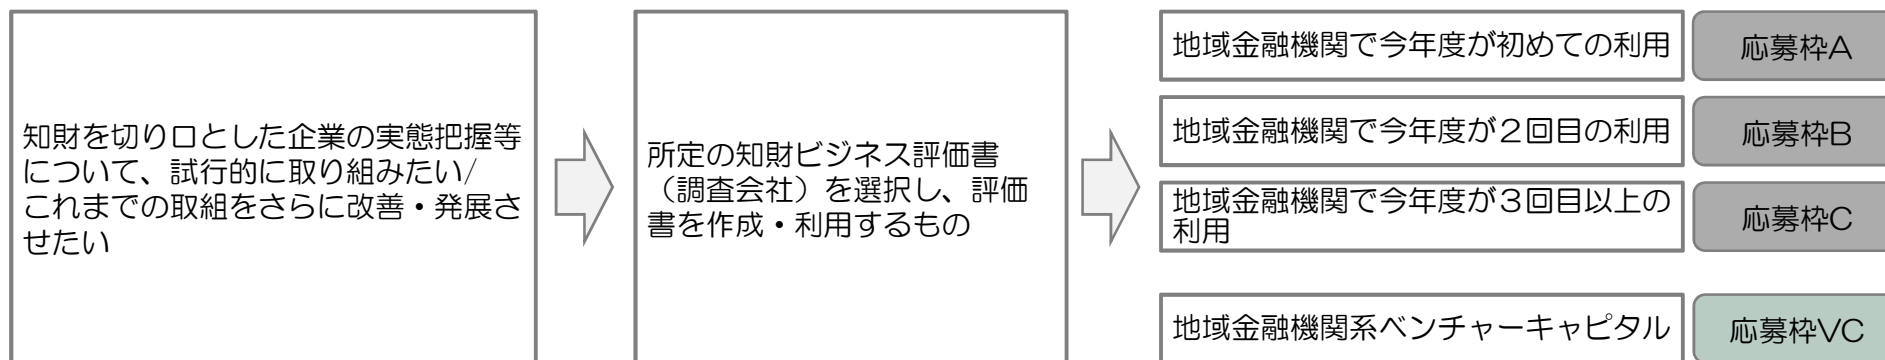 知財を切り口とした企業の実態把握等
について、試行的に取り組みたい/
これまでの取組をさらに改善・発展さ
せたい
所定の知財ビジネス評価書
（調査会社）を選択し、評価
書を作成・利用するもの
地域金融機関で今年度が初めての利用
応募枠A
地域金融機関で今年度が２回目の利用
応募枠B
地域金融機関で今年度が３回目以上の
利用
応募枠C
地域金融機関系ベンチャーキャピタル
応募枠VC